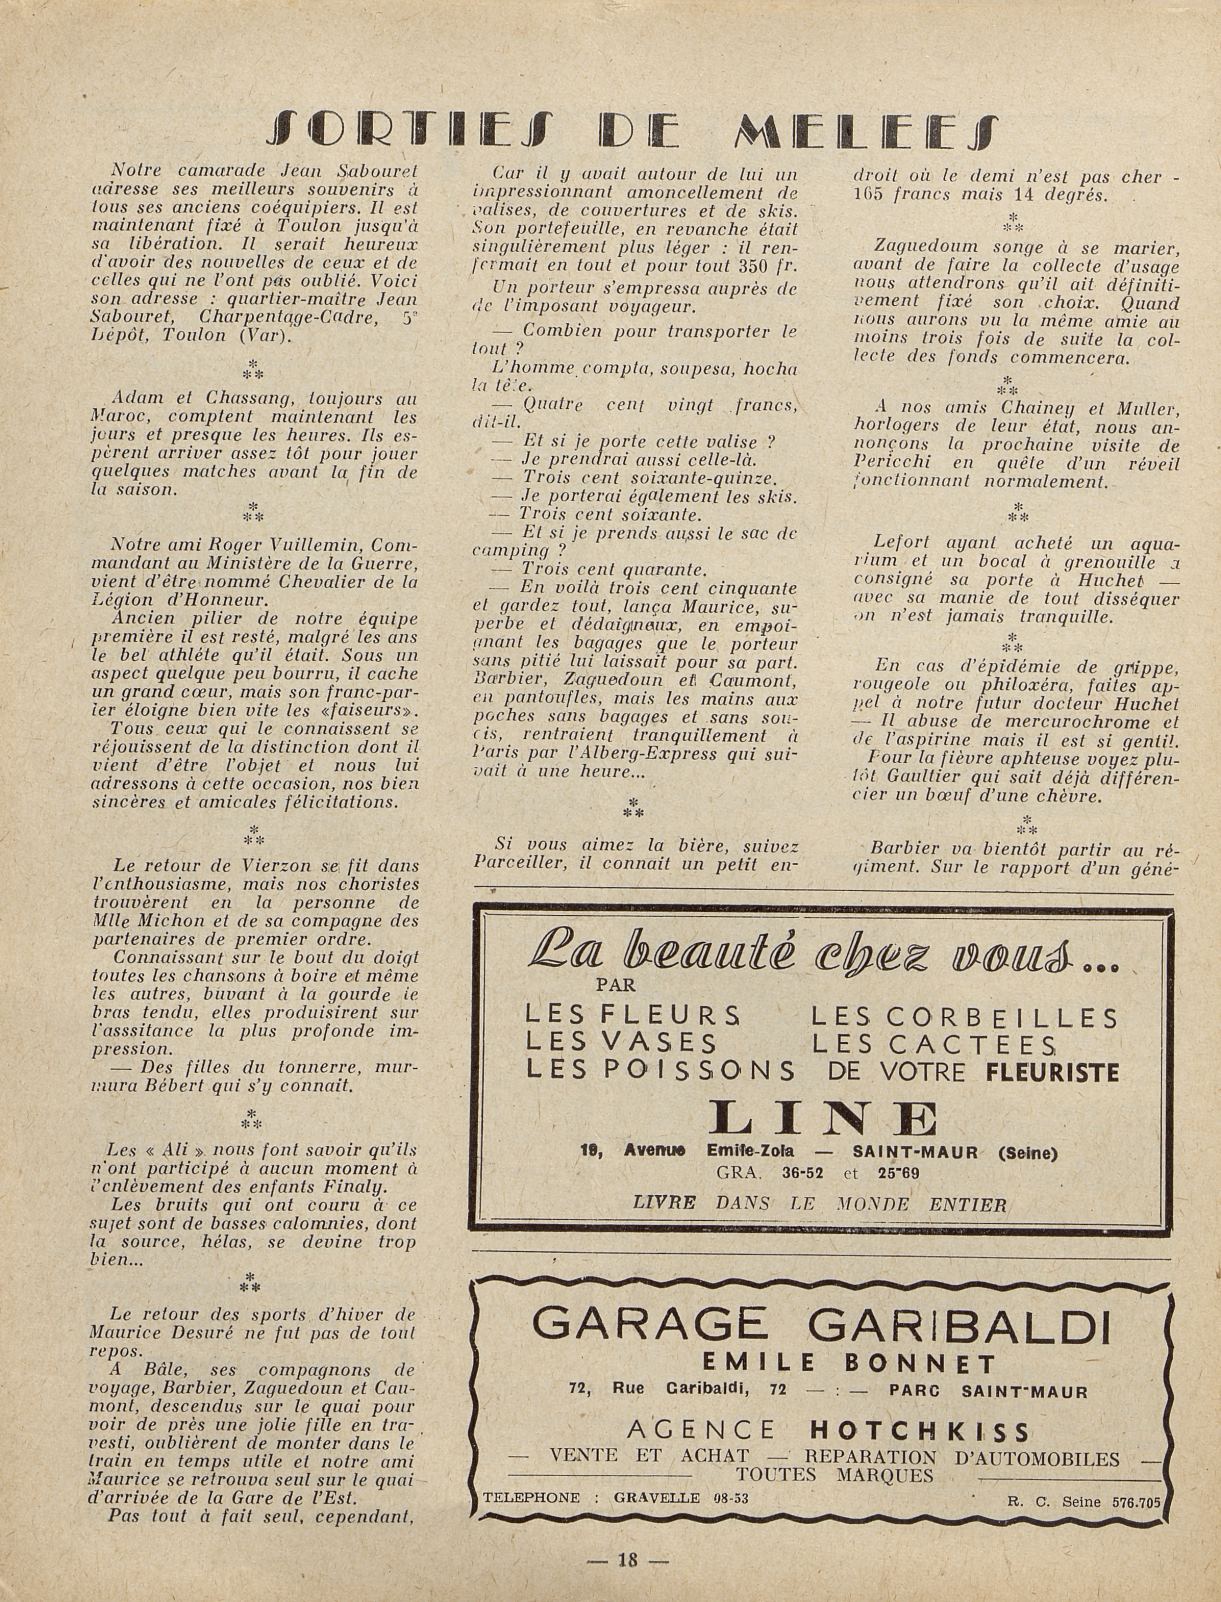 SORTIES DE MELEES
Notre camarade Jean Sabouret
adresse ses meilleurs souvenirs à
tous ses anciens coéquipiers. Il est
maintenant fixé à Toulon jusqu'à
sa libération. Il serait heureux
d'avoir des nouvelles de ceux et de
celles qui ne l'ont pas oublié. Voici
son adresse : quartier-maître Jean
Sabouret, Charpentage-Cadre, 5e
Dépôt, Toulon (Var).
***
Adam et Chassang, toujours au
Maroc, comptent maintenant les
jours et presque les heures. Ils es-
pèrent arriver assez tôt pour jouer
quelques matches avant la fin de
la saison.
***
Notre ami Roger Vuillemin, Com-
mandant au Ministère de la Guerre,
vient d'être nommé Chevalier de la
Légion d'Honneur.
Ancien pilier de notre équipe
première il est resté, malgré les ans
le bel athléte qu'il était. Sous un
aspect quelque peu bourru, il cache
un grand cœur, mais son franc-par-
ler éloigne bien vite les «faiseurs».
Tous ceux qui le connaissent se
réjouissent de la distinction dont il
vient d'être l'objet et nous lui
adressons à cette occasion, nos bien
sincères et amicales félicitations.
***
Le retour de Vierzon se fit dans
l'enthousiasme, mais nos choristes
trouvèrent en la personne de
Mlle Michon et de sa compagne des
partenaires de premier ordre.
Connaissant sur le bout du doigt
toutes les chansons à boire et même
les autres, buvant à la gourde le
bras tendu, elles produisirent sur
l'asssitance la plus profonde im-
pression.
— Des filles du tonnerre, mur-
mura Bébert qui s'y connaît.
***
Les « Ali » nous font savoir qu'ils
n'ont participé à aucun moment à
l'enlèvement des enfants Finaly.
Les bruits qui ont couru à ce
sujet sont de basses calomnies, dont
la source, hélas, se devine trop
bien...
***
Le retour des sports d'hiver de
Maurice Desuré ne fut pas de tout
repos.
A Bâle, ses compagnons de
voyage, Barbier, Zaguedoun et Cau-
mont, descendus sur le quai pour
voir de près une jolie fille en tra-
vesti, oublièrent de monter dans le
train en temps utile et notre ami
Maurice se retrouva seul sur le quai
d'arrivée de la Gare de l'Est.
Pas tout à fait seul, cependant,
Car il y avait autour de lui un
impressionnant amoncellement de
valises, de couvertures et de skis.
Son portefeuille, en revanche était
singulièrement plus léger : il ren-
fermait en tout et pour tout 350 fr.
Un porteur s'empressa auprès de
de l'imposant voyageur.
— Combien pour transporter le
tout ?
L'homme compta, soupesa, hocha
la tête.
— Quatre cent vingt francs,
dit-il.
— Et si je porte cette valise ?
— Je prendrai aussi celle-là.
— Trois cent soixante-quinze.
— Je porterai également les skis.
— Trois cent soixante.
— Et si je prends aussi le sac de
camping ?
— Trois cent quarante.
— En voilà trois cent cinquante
et gardez tout, lança Maurice, su-
perbe et dédaigneux, en empoi-
gnant les bagages que le porteur
sans pitié lui laissait pour sa part.
Barbier, Zaguedoun et Caumont,
en pantoufles, mais les mains aux
poches sans bagages et sans sou-
cis, rentraient tranquillement à
Paris par l'Alberg-Express qui sui-
vait à une heure...
***
Si vous aimez la bière, suivez
Parceiller, il connait un petit en-
droit où le demi n'est pas cher -
165 francs mais 14 degrés.
***
Zaguedoum songe à se marier,
avant de faire la collecte d'usage
nous attendrons qu'il ait définiti-
vement fixé son choix. Quand
nous aurons vu la même amie au
moins trois fois de suite la col-
lecte des fonds commencera.
***
A nos amis Chainey et Muller,
horlogers de leur état, nous an-
nonçons la prochaine visite de
Pericchi en quête d'un réveil
fonctionnant normalement.
***
Lefort ayant acheté un aqua-
rium et un bocal à grenouille a
consigné sa porte à Huchet —
avec sa manie de tout disséquer
on n'est jamais tranquille.
***
En cas d'épidémie de grippe,
rougeole ou philoxéra, faites ap-
pel à notre futur docteur Huchet
— Il abuse de mercurochrome et
de l'aspirine mais il est si gentil.
Pour la fièvre aphteuse voyez plu-
tôt Gaultier qui sait déjà différen-
cier un bœuf d'une chèvre.
***
Barbier va bientôt partir au ré-
giment. Sur le rapport d'un géné-
La beauté chez vous...
PAR
LES FLEURS LES CORBEILLES
LES VASES LES CACTEES
LES POISSONS DE VOTRE FLEURISTE
LINE
19, Avenue Emile-Zola — SAINT-MAUR (Seine)
GRA. 36-52 et 25-69
LIVRE DANS LE MONDE ENTIER
GARAGE GARIBALDI
EMILE BONNET
72, Rue Garibaldi, 72 — : — PARC SAINT-MAUR
AGENCE HOTCHKISS
— VENTE ET ACHAT — REPARATION D'AUTOMOBILES —
TOUTES MARQUES
TELEPHONE : GRAVELLE 08-53 R. C. Seine 576.705
— 18 —